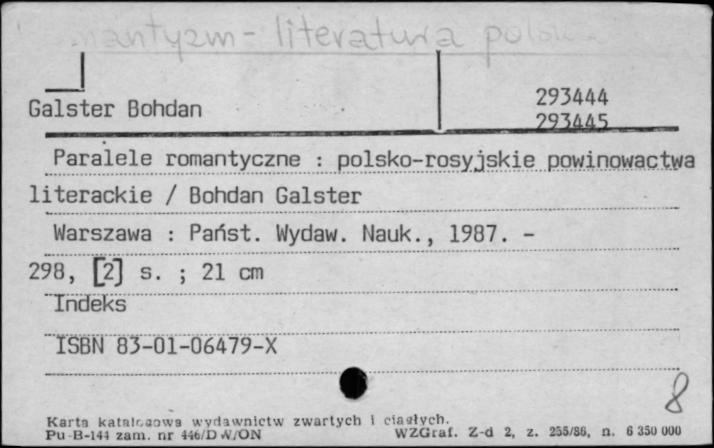 romantyzm - literatura polska
Galster Bohdan
293444
293445
Paralele romantyczne : polsko-rosyjskie powinowactwa
literackie / Bohdan Galster
Warszawa : Państ. Wydaw. Nauk., 1987. -
298, [2] s. ; 21 cm
Indeks
ISBN 83-01-06479-X
8
Karta katalogowa wydawnictw zwartych i ciągłych.
Pu-B-144 zam. nr 446/D W/ON WZGraf. Z-d 2, z. 255/86, n. 6 350 000